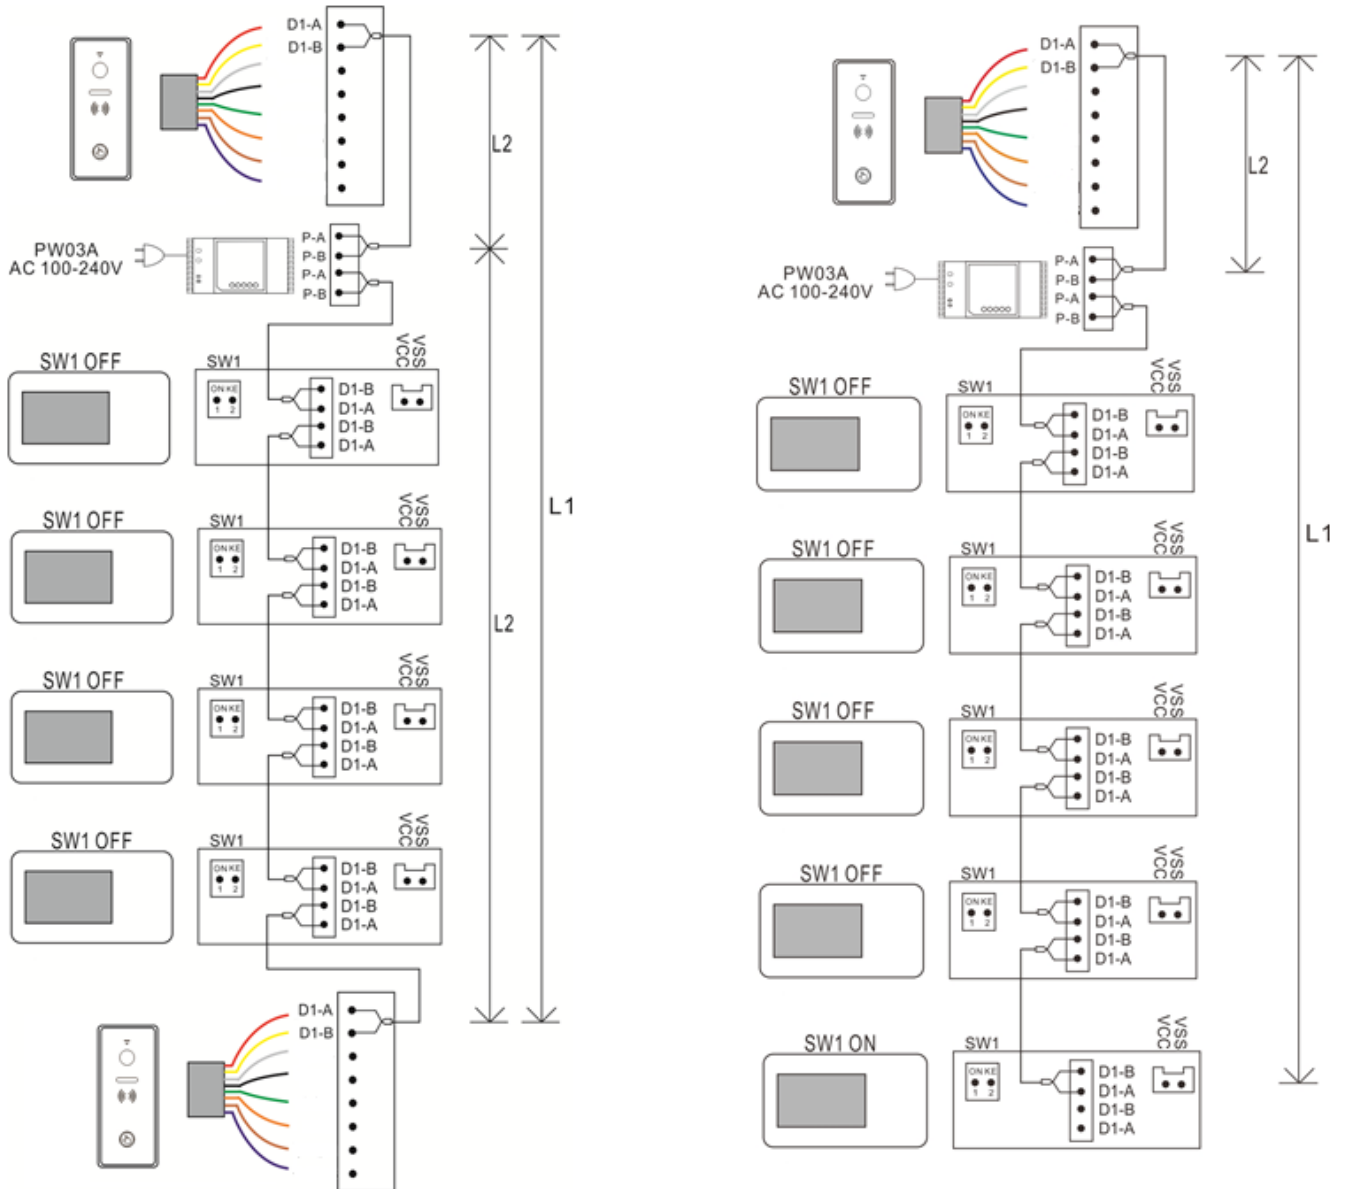 D1-A
D1-B
L2
P-A
P-B
P-A
P-B
PW03A
AC 100-240V
SW1 OFF
SW1
VCC
VSS
ON KE
1 2
D1-B
D1-A
D1-B
D1-A
L1
SW1 OFF
SW1
VCC
VSS
ON KE
1 2
D1-B
D1-A
D1-B
D1-A
L2
SW1 OFF
SW1
VCC
VSS
ON KE
1 2
D1-B
D1-A
D1-B
D1-A
SW1 OFF
SW1
VCC
VSS
ON KE
1 2
D1-B
D1-A
D1-B
D1-A
D1-A
D1-B
D1-A
D1-B
L2
P-A
P-B
P-A
P-B
PW03A
AC 100-240V
SW1 OFF
SW1
VCC
VSS
ON KE
1 2
D1-B
D1-A
D1-B
D1-A
L1
SW1 OFF
SW1
VCC
VSS
ON KE
1 2
D1-B
D1-A
D1-B
D1-A
SW1 OFF
SW1
VCC
VSS
ON KE
1 2
D1-B
D1-A
D1-B
D1-A
SW1 OFF
SW1
VCC
VSS
ON KE
1 2
D1-B
D1-A
D1-B
D1-A
SW1 ON
SW1
VCC
VSS
ON KE
1 2
D1-B
D1-A
D1-B
D1-A